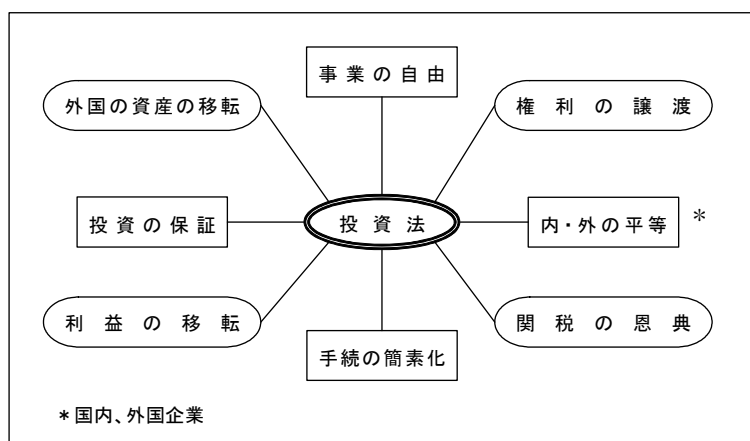 事業の自由
外国の資産の移転
権利の譲渡
投資の保証
投資法
内・外の平等 *
利益の移転
関税の恩典
手続の簡素化
*国内、外国企業